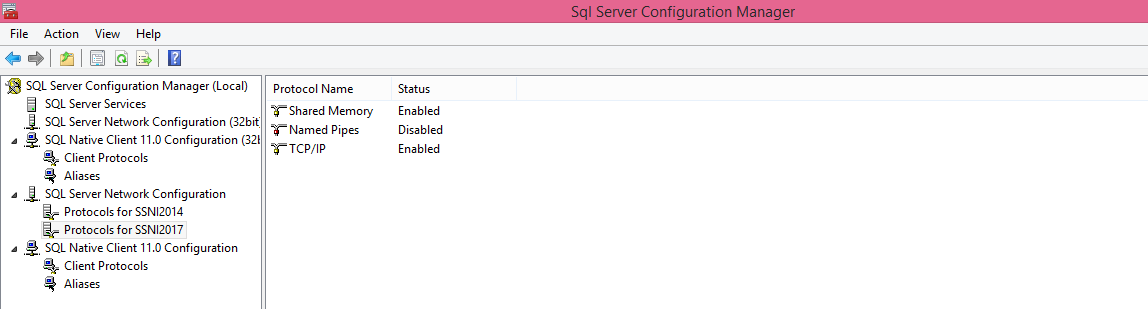 Sql Server Configuration Manager
File Action View Help
SQL Server Configuration Manager (Local)
SQL Server Services
SQL Server Network Configuration (32bit
SQL Native Client 11.0 Configuration (32b
Client Protocols
Aliases
SQL Server Network Configuration
Protocols for SSNI2014
Protocols for SSNI2017
SQL Native Client 11.0 Configuration
Client Protocols
Aliases
Protocol Name Status
Shared Memory Enabled
Named Pipes Disabled
TCP/IP Enabled